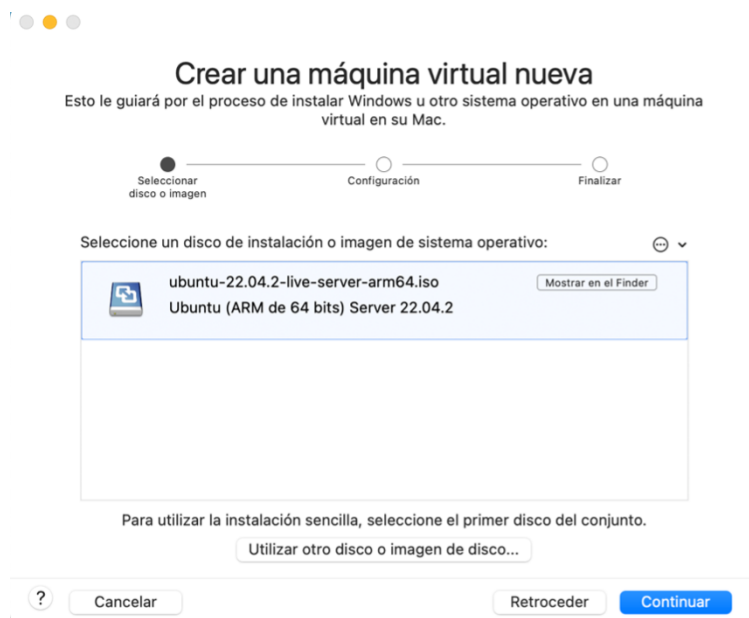 Crear una máquina virtual nueva
Esto le guiará por el proceso de instalar Windows u otro sistema operativo en una máquina
virtual en su Mac.
Seleccionar
disco o imagen
Configuración
Finalizar
Seleccione un disco de instalación o imagen de sistema operativo:
ubuntu-22.04.2-live-server-arm64.iso
Mostrar en el Finder
Ubuntu (ARM de 64 bits) Server 22.04.2
Para utilizar la instalación sencilla, seleccione el primer disco del conjunto.
Utilizar otro disco o imagen de disco...
?
Cancelar
Retroceder
Continuar